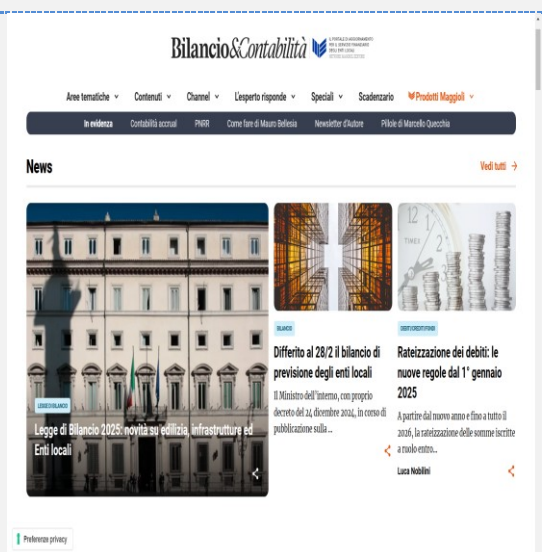 Bilancio&Contabilità
IL PORTALE DI AGGIORNAMENTO
PER IL SERVIZIO FINANZIARIO
DEGLI ENTI LOCALI
Aree tematiche Contenuti Channel L'esperto risponde Speciali Scadenzario Prodotti Maggioli
In evidenza Contabilità accrual PNRR Come fare di Mauro Bellesia Newsletter d'Autore Pillole di Marcello Quecchia
News
Vedi tutti →
LEGGE DI BILANCIO
Legge di Bilancio 2025: novità su edilizia, infrastrutture ed
Enti locali
BILANCIO
Differito al 28/2 il bilancio di
previsione degli enti locali
Il Ministro dell'interno, con proprio
decreto del 24 dicembre 2024, in corso di
pubblicazione sulla ...
12
1
TIMEX
2
DEBITI/CREDITI/FONDI
Rateizzazione dei debiti: le
nuove regole dal 1° gennaio
2025
A partire dal nuovo anno e fino a tutto il
2026, la rateizzazione delle somme iscritte
a ruolo entro...
Luca Nobilini
Preferenze privacy